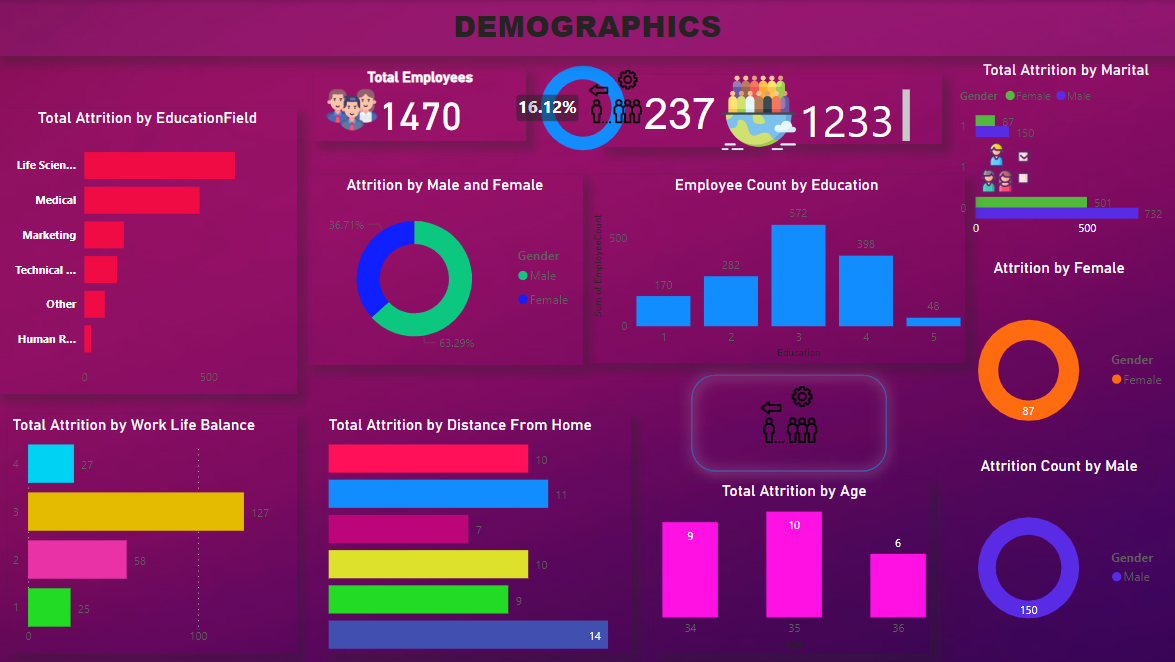 DEMOGRAPHICS
Total Employees
1470
16.12%
237
1233
Total Attrition by Marital
Gender Female Male
1 87
150
1
0 501
732
0 500
Total Attrition by EducationField
Life Scien...
Medical
Marketing
Technical ...
Other
Human R...
0 500
Attrition by Male and Female
36.71%
63.29%
Gender
Male
Female
Employee Count by Education
Sum of EmployeeCount
500
0
170
282
572
398
48
1 2 3 4 5
Education
Attrition by Female
87
Gender
Female
Total Attrition by Work Life Balance
4 27
3 127
2 58
1 25
0 100
Total Attrition by Distance From Home
10
11
7
10
9
14
Total Attrition by Age
9 10 6
34 35 36
Attrition Count by Male
150
Gender
Male